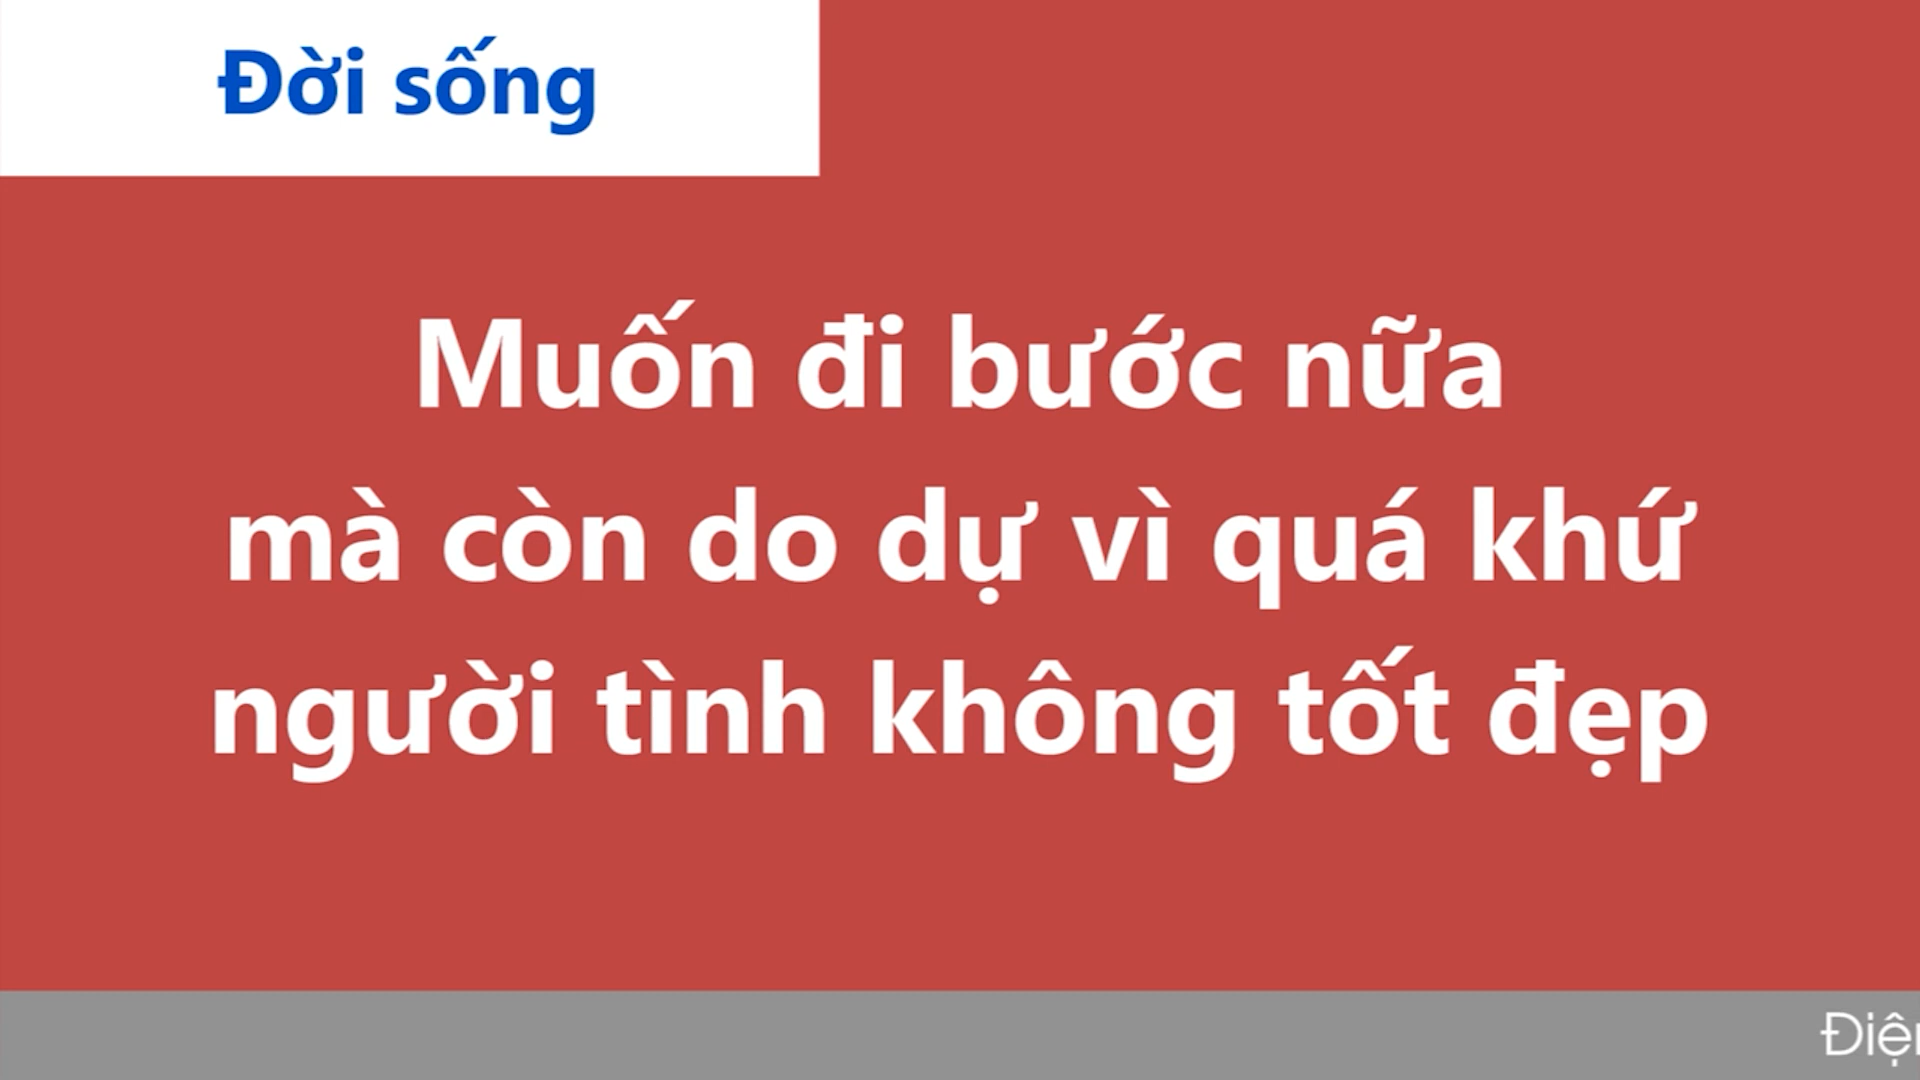 Đời sống
Muốn đi bước nữa
mà còn do dự vì quá khứ
người tình không tốt đẹp